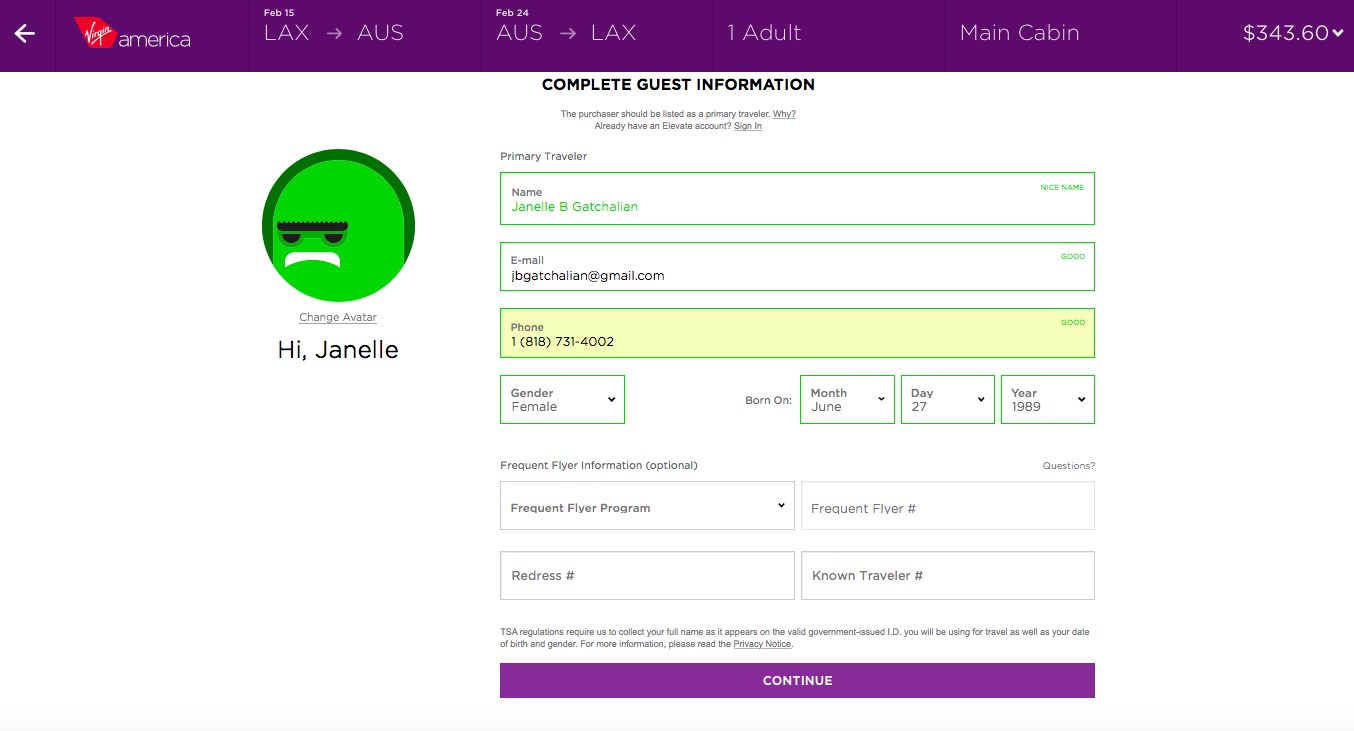 Feb 15
LAX → AUS
Feb 24
AUS → LAX
1 Adult
Main Cabin
$343.60
Virgin america
COMPLETE GUEST INFORMATION
The purchaser should be listed as a primary traveler. Why?
Already have an Elevate account? Sign In
Change Avatar
Hi, Janelle
Primary Traveler
Name
NICE NAME
Janelle B Gatchalian
E-mail
GOOD
jbgatchalian@gmail.com
Phone
GOOD
1 (818) 731-4002
Gender
Female
Born On:
Month
June
Day
27
Year
1989
Frequent Flyer Information (optional)
Questions?
Frequent Flyer Program
Frequent Flyer #
Redress #
Known Traveler #
TSA regulations require us to collect your full name as it appears on the valid government-issued I.D. you will be using for travel as well as your date
of birth and gender. For more information, please read the Privacy Notice.
CONTINUE